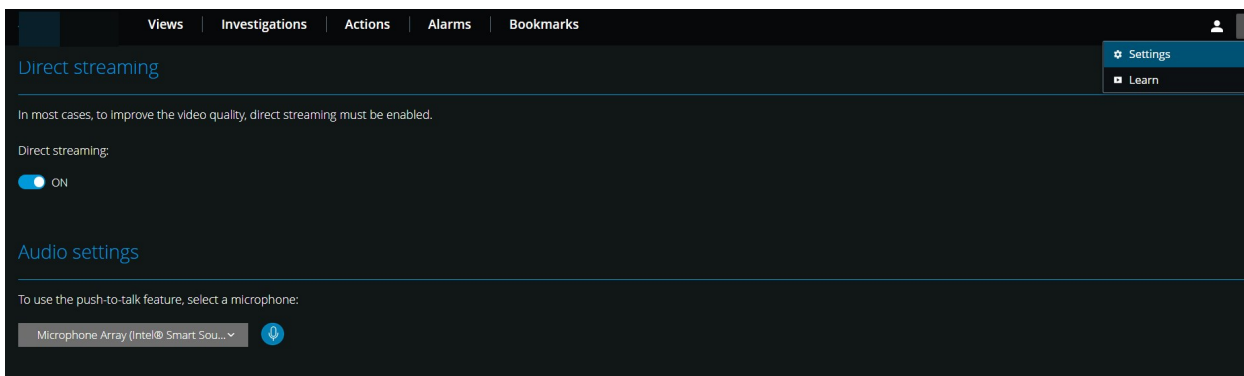 Views Investigations Actions Alarms Bookmarks
Settings
Learn
Direct streaming
In most cases, to improve the video quality, direct streaming must be enabled.
Direct streaming:
ON
Audio settings
To use the push-to-talk feature, select a microphone:
Microphone Array (Intel® Smart Sou...